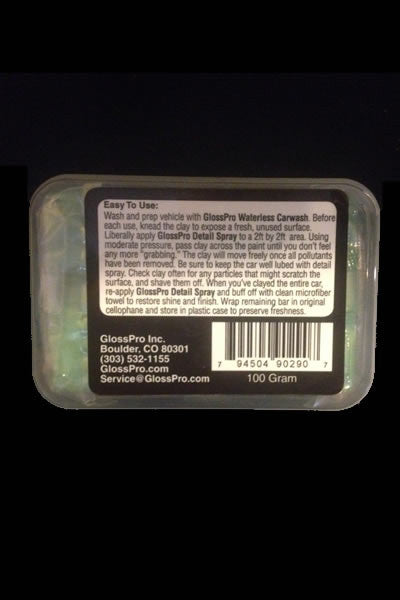 Easy To Use:
Wash and prep vehicle with GlossPro Waterless Carwash. Before
each use, knead the clay to expose a fresh, unused surface.
Liberally apply GlossPro Detail Spray to a 2ft by 2ft area. Using
moderate pressure, pass clay across the paint until you don't feel
any more "grabbing." The clay will move freely once all pollutants
have been removed. Be sure to keep the car well lubed with detail
spray. Check clay often for any particles that might scratch the
surface, and shave them off. When you've clayed the entire car,
re-apply GlossPro Detail Spray and buff off with clean microfiber
towel to restore shine and finish. Wrap remaining bar in original
cellophane and store in plastic case to preserve freshness.
GlossPro Inc.
Boulder, CO 80301
(303) 532-1155
GlossPro.com
Service@GlossPro.com
7 94504 90290 7
100 Gram